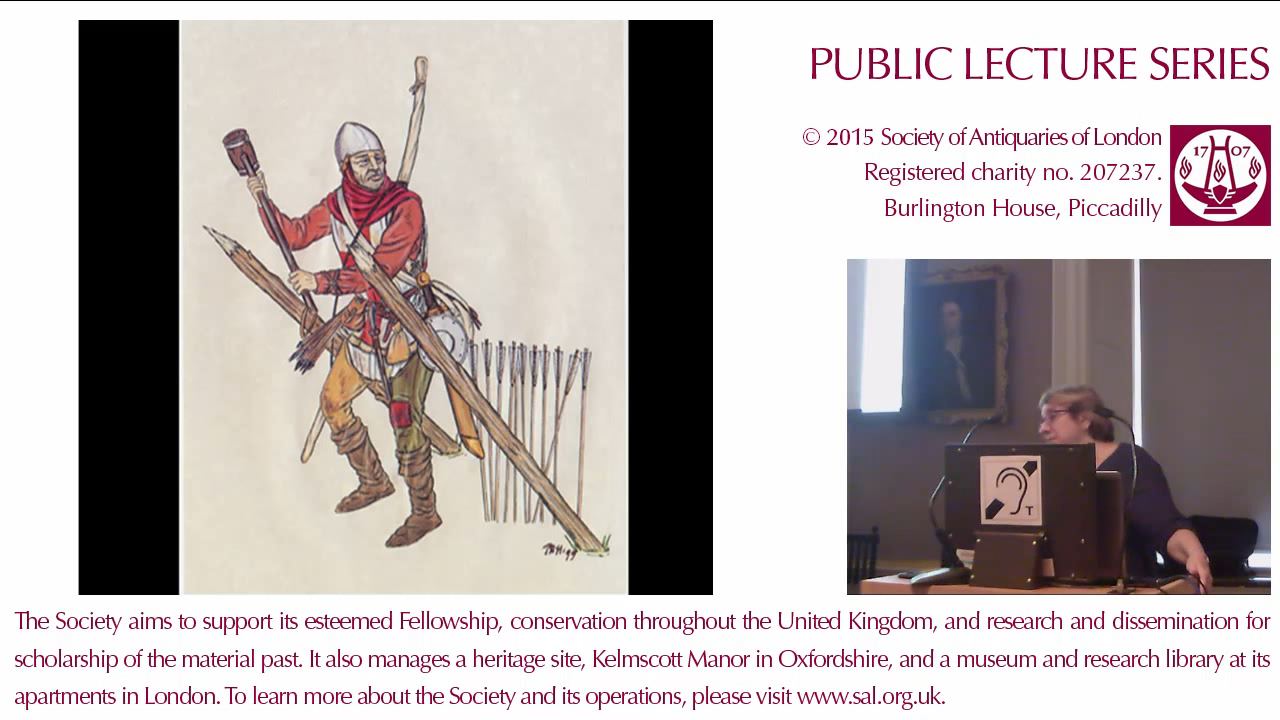 PUBLIC LECTURE SERIES
© 2015 Society of Antiquaries of London
Registered charity no. 207237.
Burlington House, Piccadilly
17 07
T
The Society aims to support its esteemed Fellowship, conservation throughout the United Kingdom, and research and dissemination for
scholarship of the material past. It also manages a heritage site, Kelmscott Manor in Oxfordshire, and a museum and research library at its
apartments in London. To learn more about the Society and its operations, please visit www.sal.org.uk.